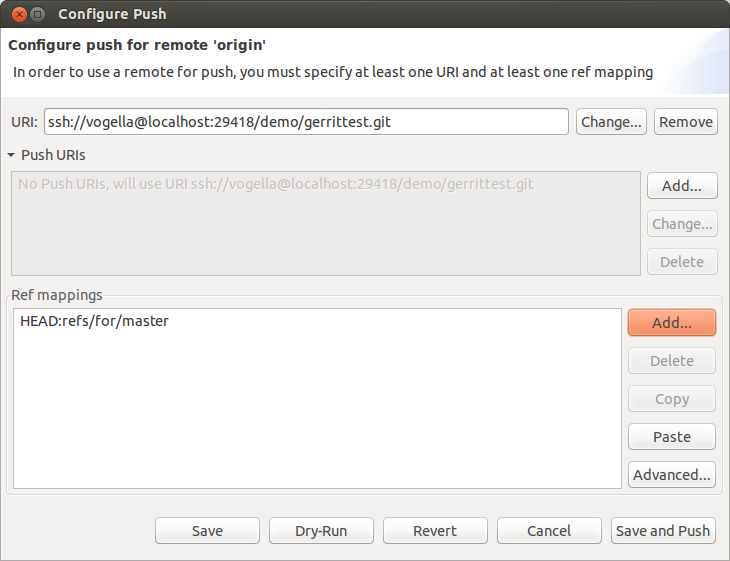 Configure Push
Configure push for remote 'origin'
In order to use a remote for push, you must specify at least one URI and at least one ref mapping
URI: ssh://vogella@localhost:29418/demo/gerrittest.git Change... Remove
Push URIs
No Push URIs, will use URI ssh://vogella@localhost:29418/demo/gerrittest.git Add...
Change...
Delete
Ref mappings
HEAD:refs/for/master Add...
Delete
Copy
Paste
Advanced...
Save Dry-Run Revert Cancel Save and Push